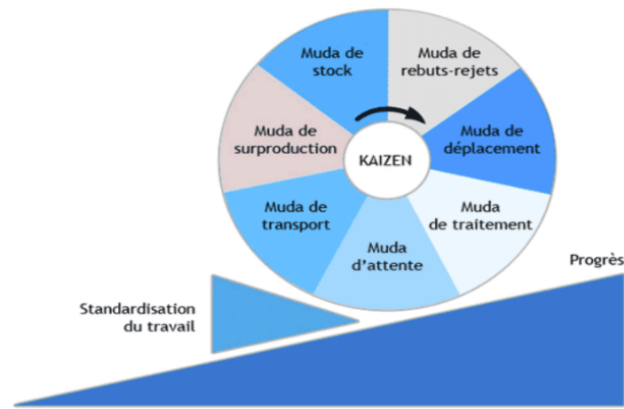 Muda de
stock
Muda de
rebuts-rejets
Muda de
surproduction
KAIZEN
Muda de
déplacement
Muda de
transport
Muda
d'attente
Muda
de traitement
Progrès
Standardisation
du travail